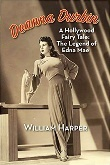 Deanna Durbin
A Hollywood
Fairy Tale:
The Legend of
Edna Mae
WILLIAM HARPER